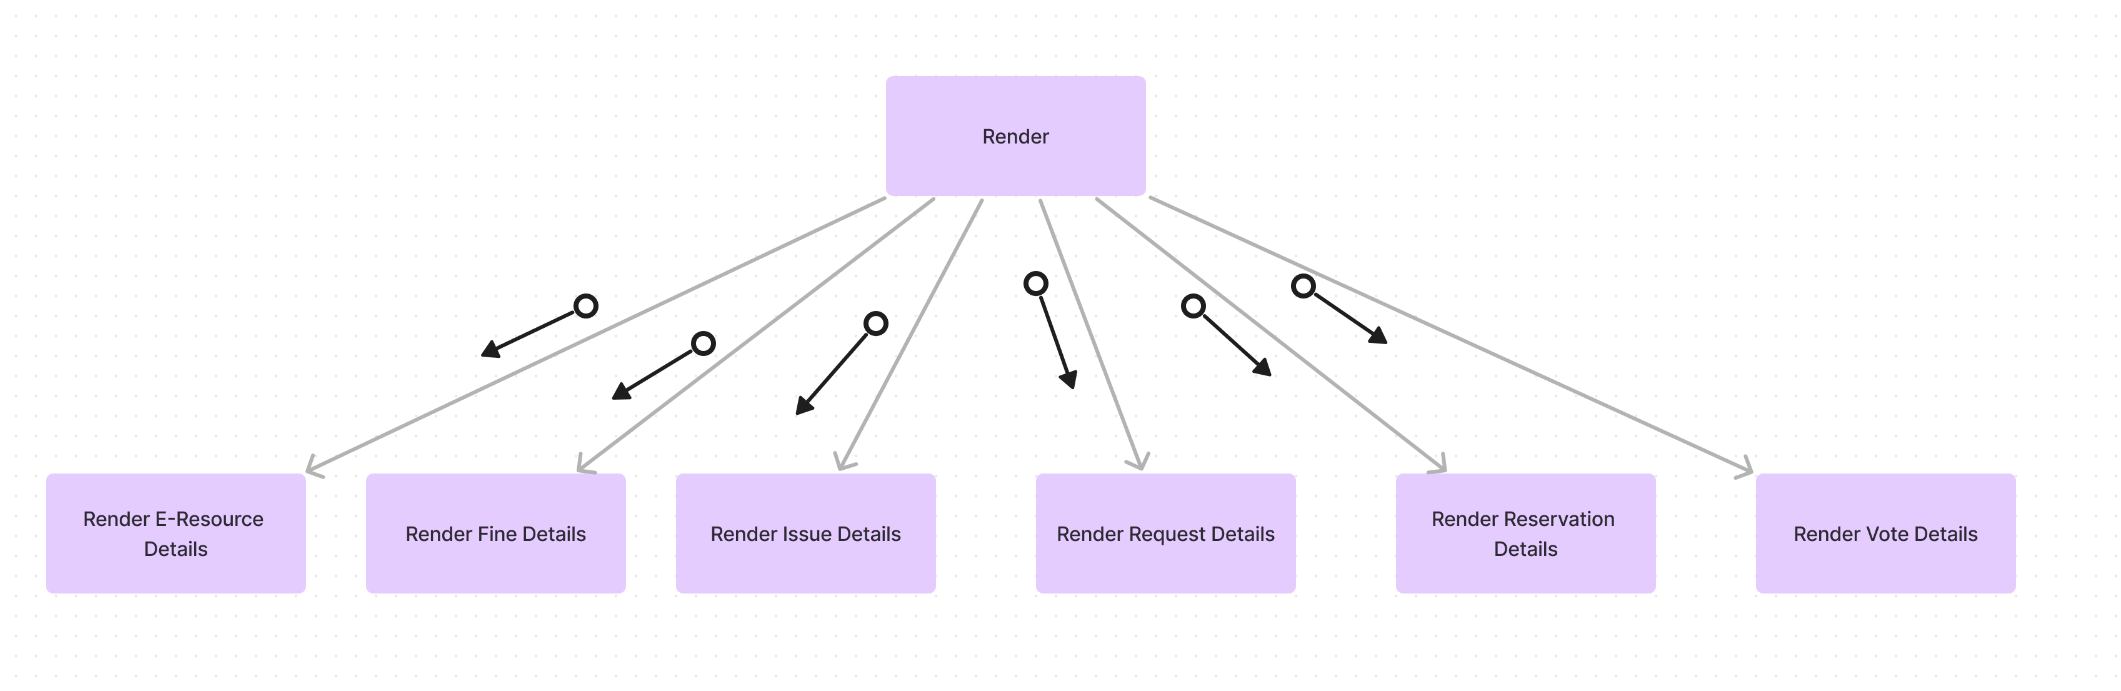 Render
Render E-Resource
Details
Render Fine Details
Render Issue Details
Render Request Details
Render Reservation
Details
Render Vote Details